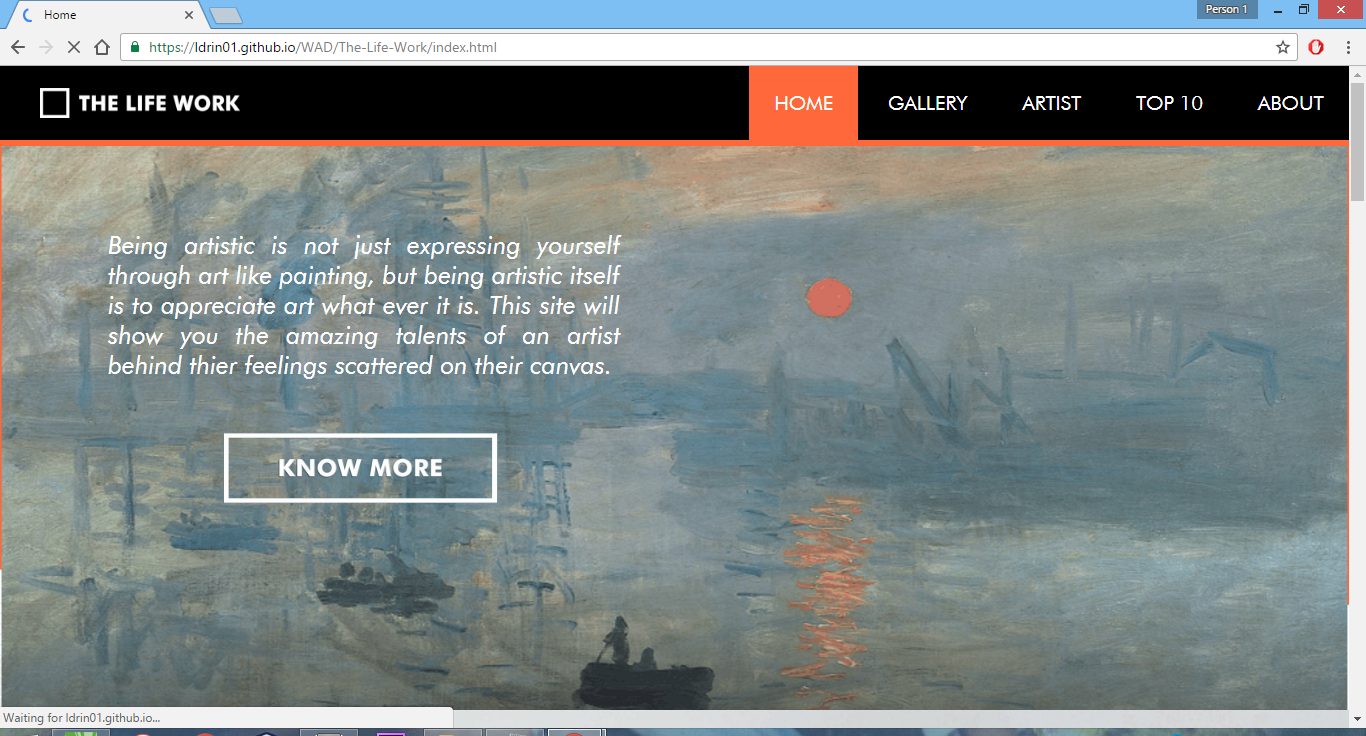 Home
Person 1
https://ldrin01.github.io/WAD/The-Life-Work/index.html
THE LIFE WORK
HOME GALLERY ARTIST TOP 10 ABOUT
Being artistic is not just expressing yourself
through art like painting, but being artistic itself
is to appreciate art what ever it is. This site will
show you the amazing talents of an artist
behind thier feelings scattered on their canvas.
KNOW MORE
Waiting for ldrin01.github.io...